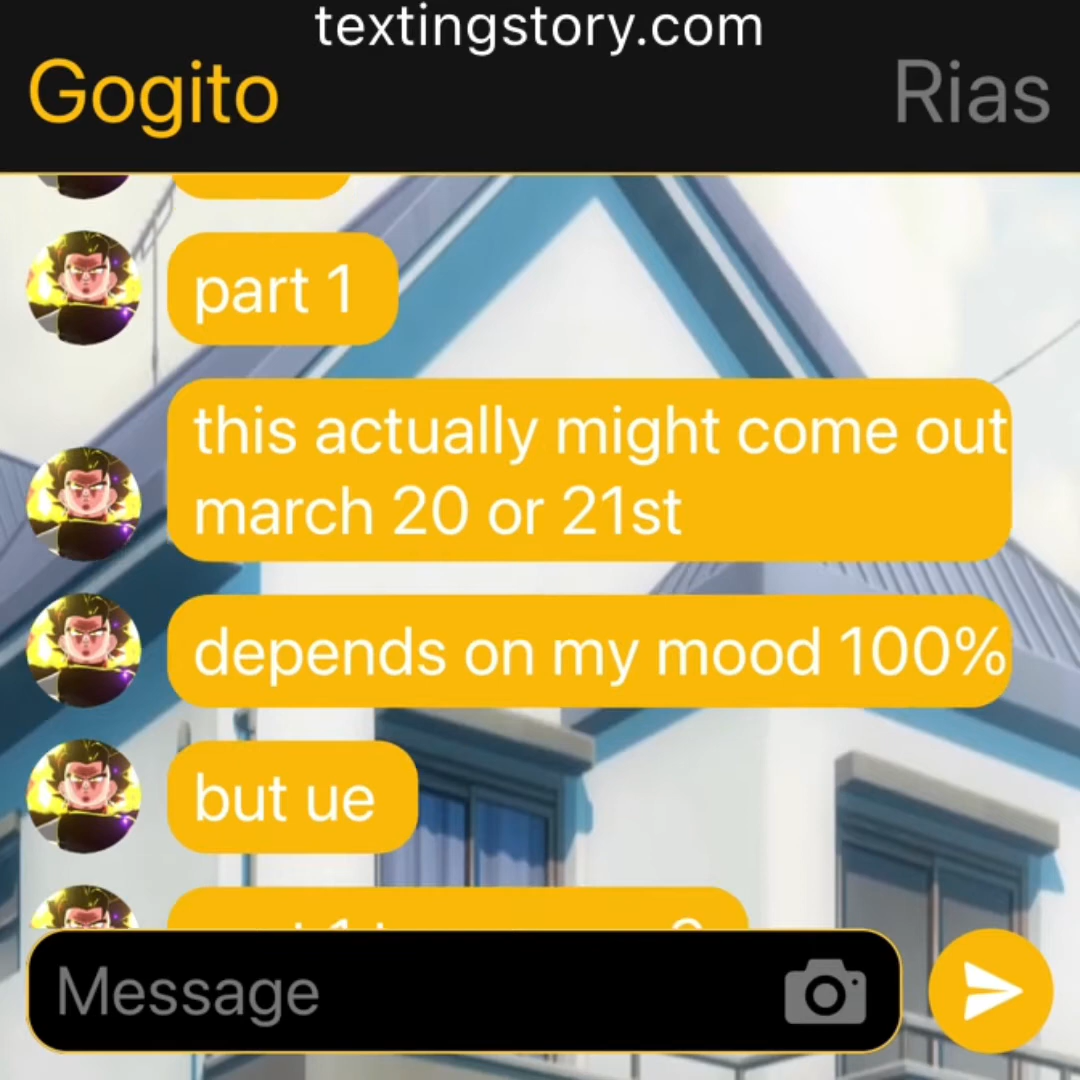 textingstory.com
Gogito
Rias
part 1
this actually might come out
march 20 or 21st
depends on my mood 100%
but ue
Message